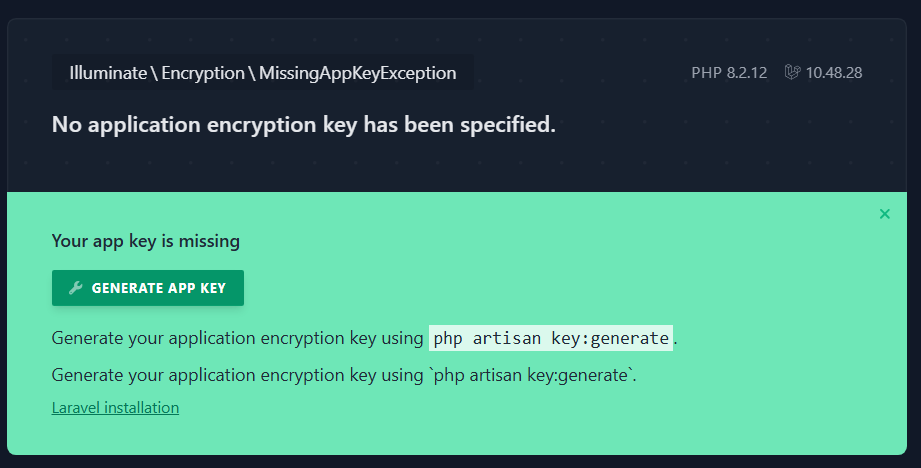 Illuminate \ Encryption \ MissingAppKeyException
PHP 8.2.12 10.48.28
No application encryption key has been specified.
Your app key is missing
GENERATE APP KEY
Generate your application encryption key using php artisan key:generate.
Generate your application encryption key using `php artisan key:generate`.
Laravel installation